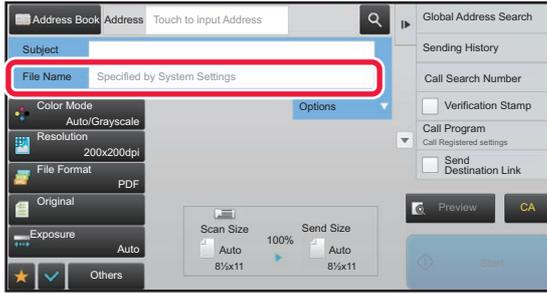 Address Book Address Touch to input Address
Global Address Search
Subject
Sending History
File Name Specified by System Settings
Call Search Number
Color Mode
Auto/Grayscale
Options
Verification Stamp
Resolution
200x200dpi
Call Program
Call Registered settings
File Format
PDF
Send
Destination Link
Original
Preview CA
Scan Size Send Size
100%
Exposure
Auto
Auto Auto
8½x11 8½x11
Start
Others